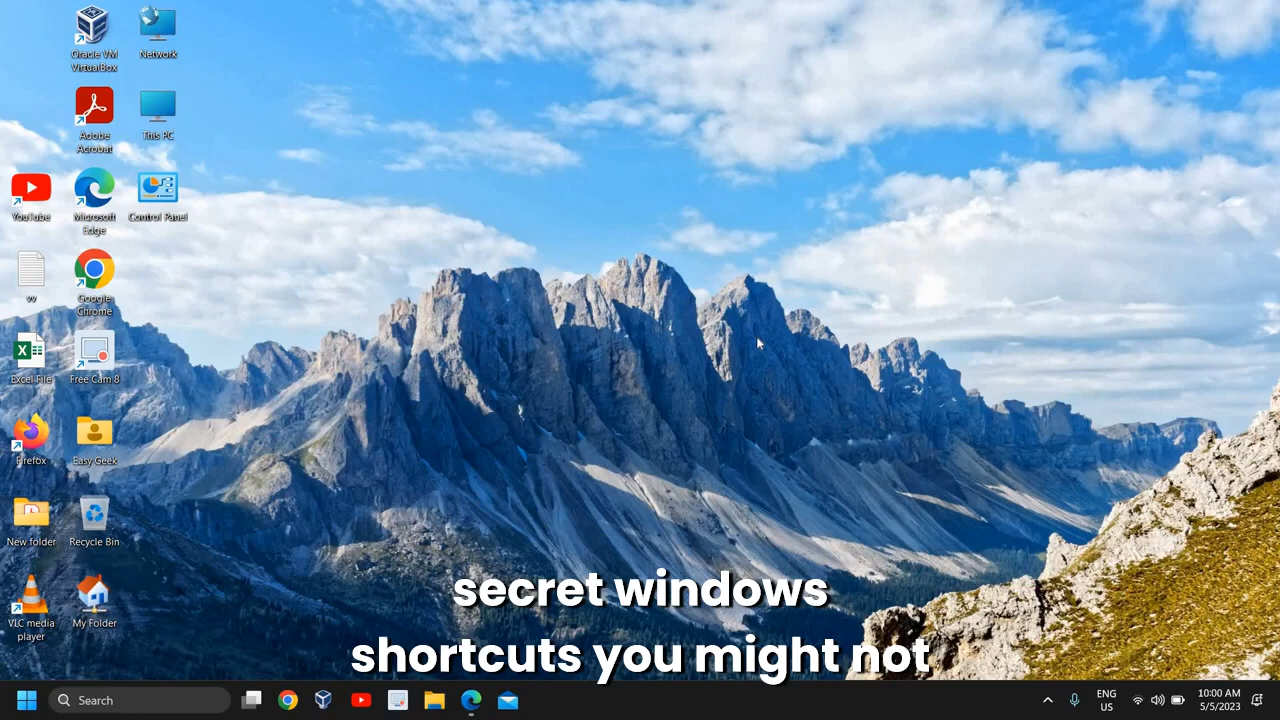 Oracle VM
VirtualBox
Network
Adobe
Acrobat
This PC
YouTube
Microsoft
Edge
Control Panel
vv
Google
Chrome
Excel File
Free Cam 8
Firefox
Easy Geek
New folder
Recycle Bin
VLC media
player
My Folder
secret windows
shortcuts you might not
Search
ENG
US
10:00 AM
5/5/2023